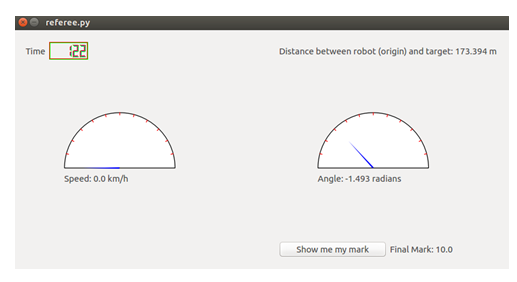 referee.py
Time 122
Distance between robot (origin) and target: 173.394 m
Speed: 0.0 km/h
Angle: -1.493 radians
Show me my mark
Final Mark: 10.0